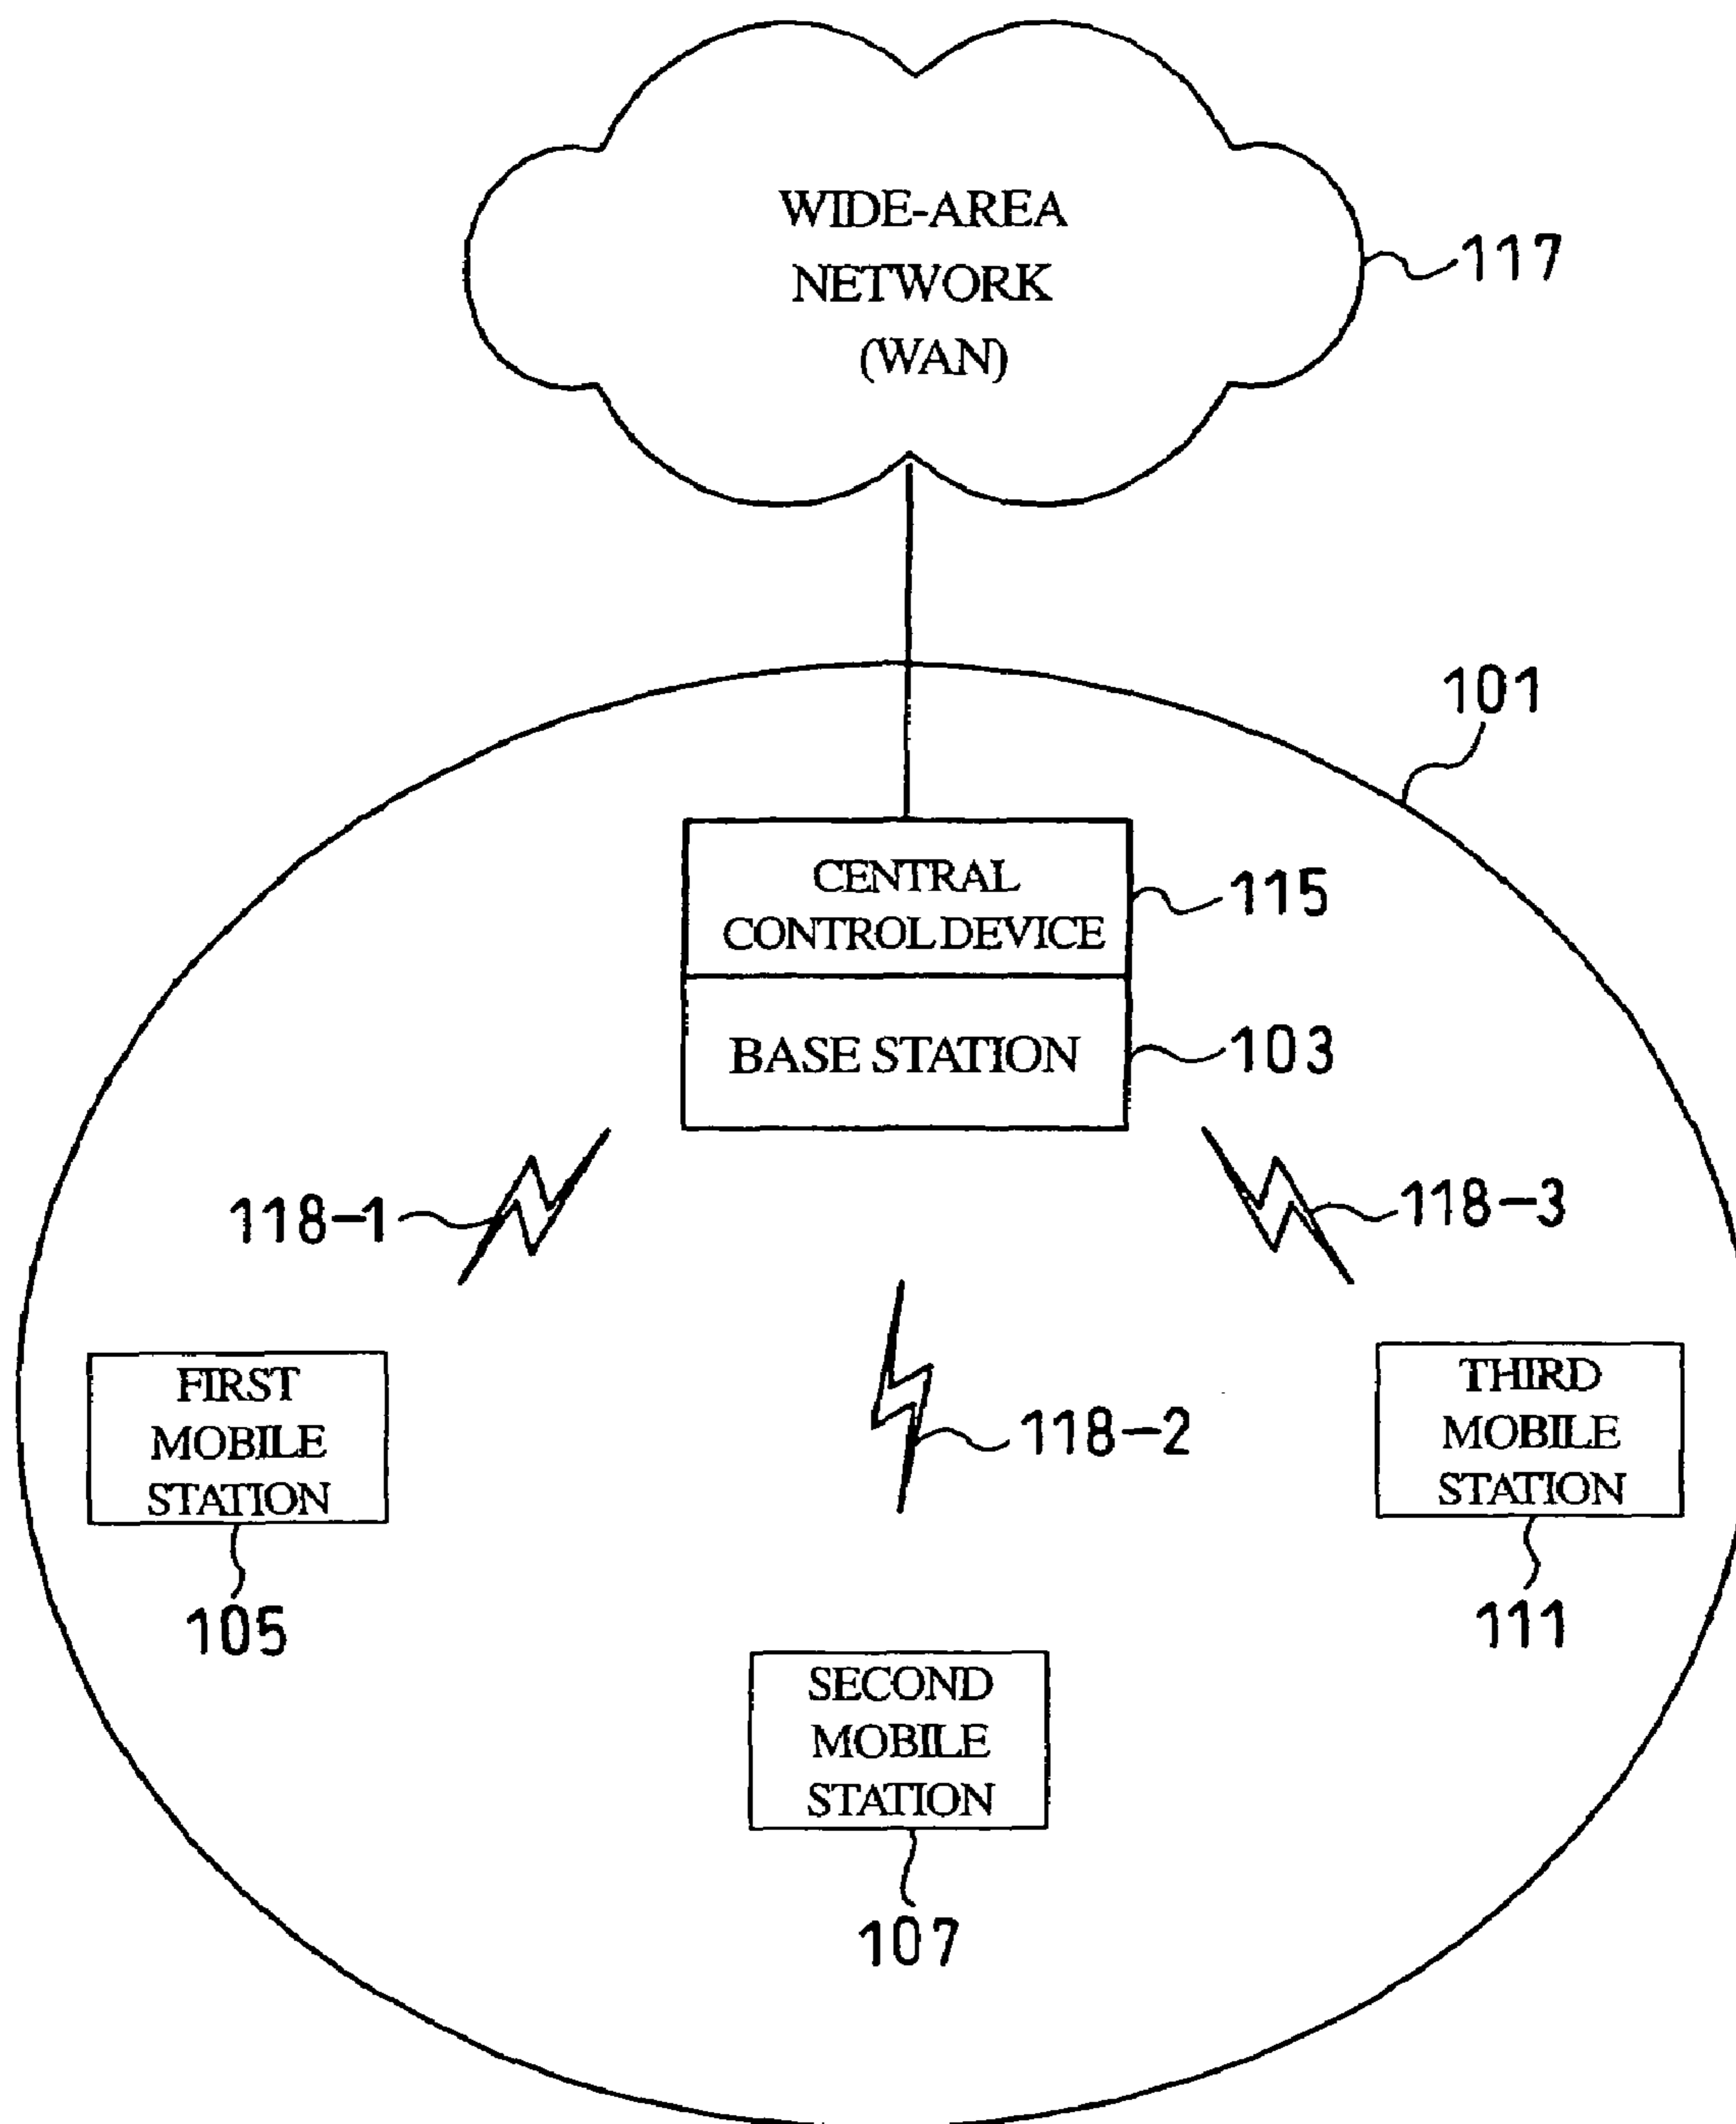 WIDE-AREA
NETWORK
(WAN)
117
101
CENTRAL
CONTROL DEVICE
115
BASE STATION
103
118-1
118-3
FIRST
MOBILE
STATION
105
118-2
THIRD
MOBILE
STATION
111
SECOND
MOBILE
STATION
107